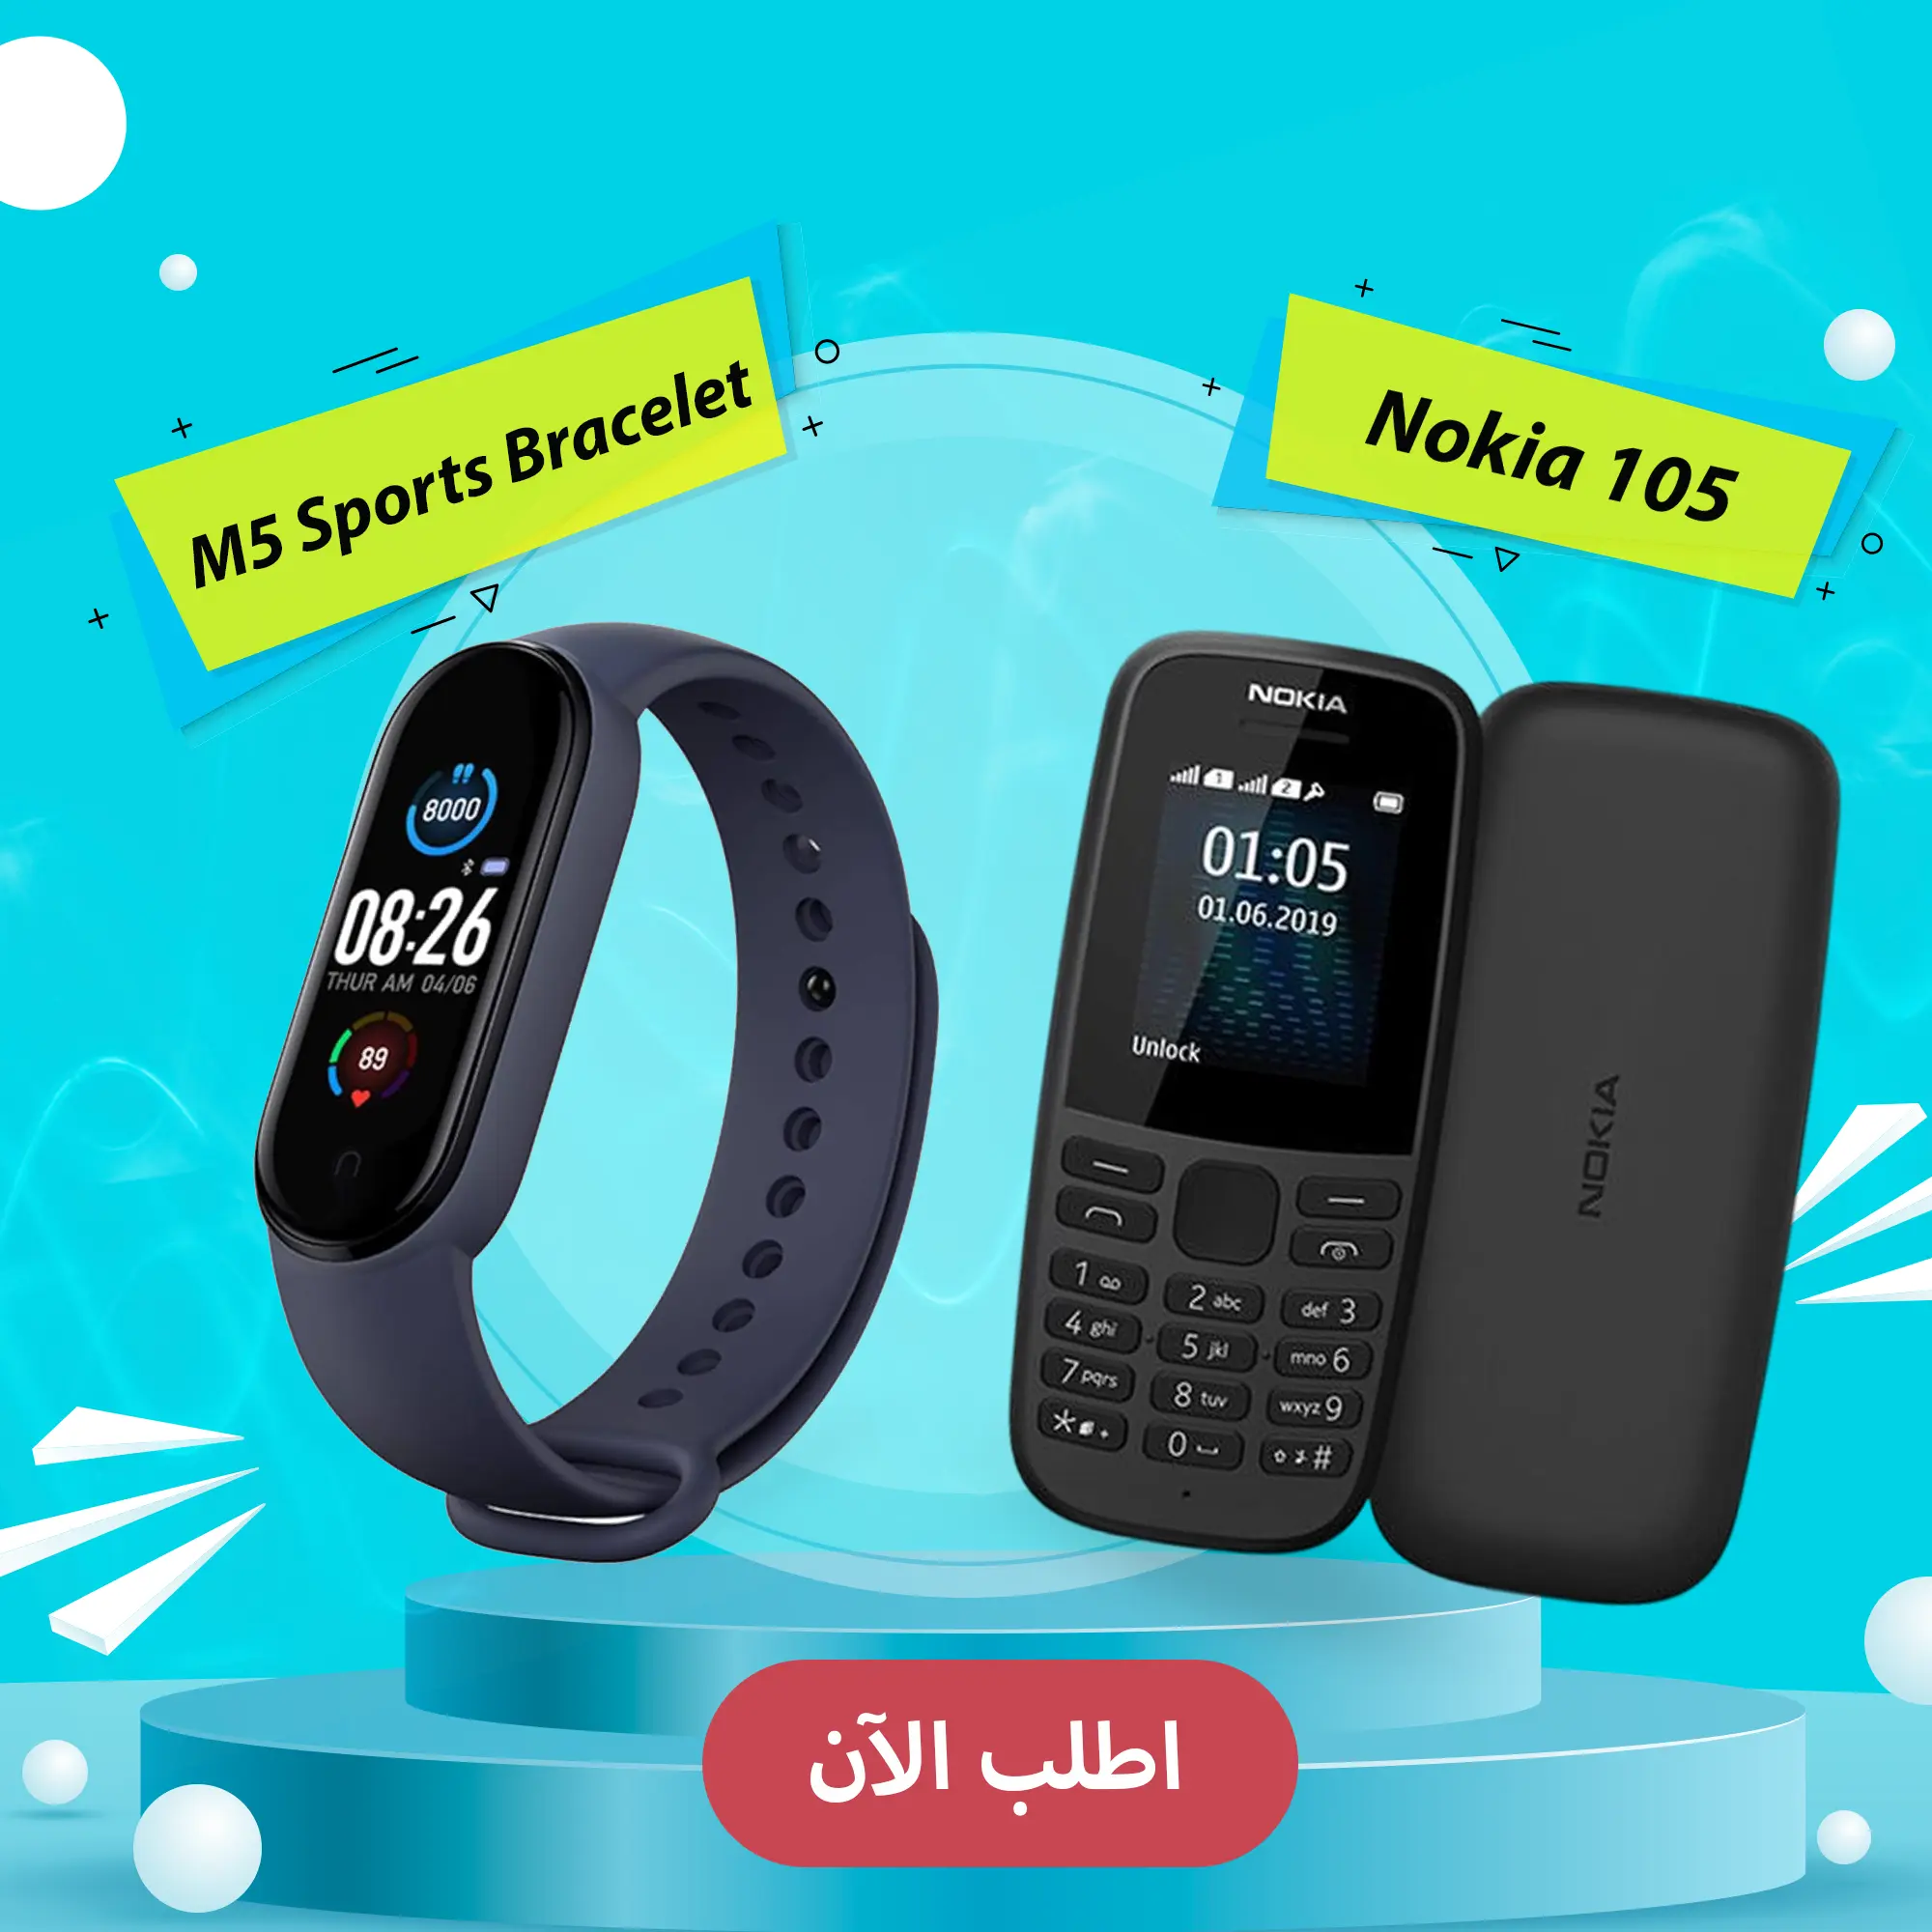 M5 Sports Bracelet
Nokia 105
8000
08:26
THUR AM 04/06
89
NOKIA
1 2
01:05
01.06.2019
Unlock
NOKIA
1
2 abc
def 3
4 ghi
5 jkl
mno 6
7 pqrs
8 tuv
wxyz 9
* +
0
#
اطلب الآن